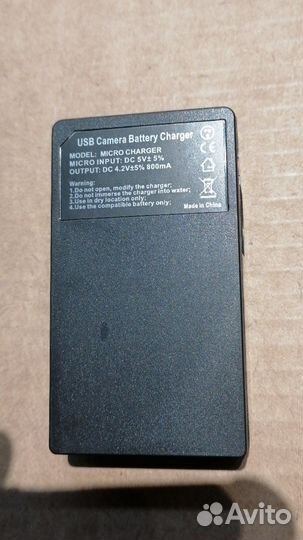 USB Camera Battery Charger
MODEL: MICRO CHARGER
MICRO INPUT: DC 5V± 5%
OUTPUT: DC 4.2V±5% 800mA
Warning:
1.Do not open, modify the charger;
2.Do not immerse the charger into water;
3.Use in dry location only;
4.Use the compatible battery only;
Made in China
Avito